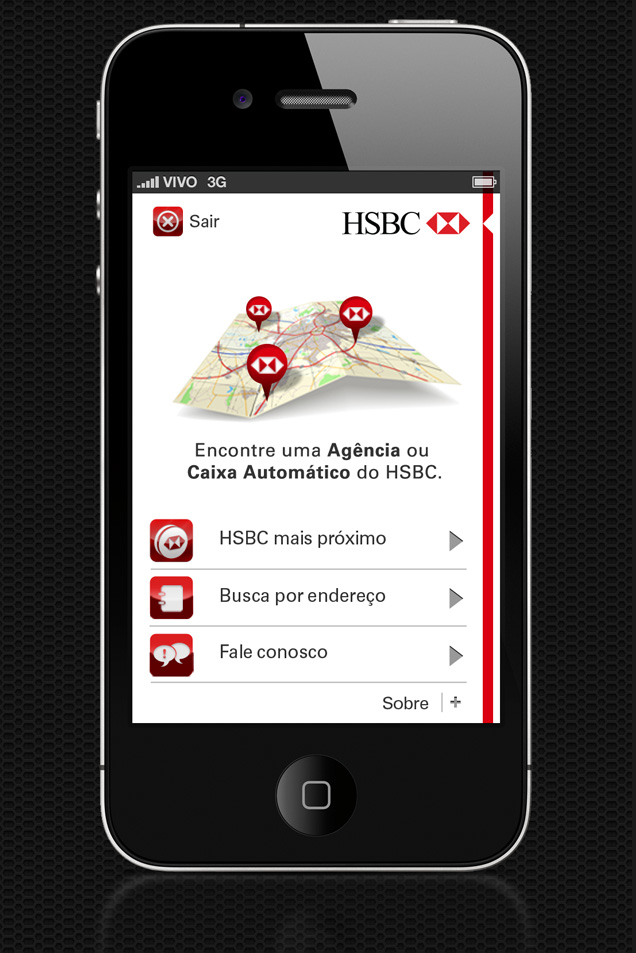 VIVO 3G
Sair
HSBC
Encontre uma Agência ou
Caixa Automático do HSBC.
HSBC mais próximo
Busca por endereço
Fale conosco
Sobre